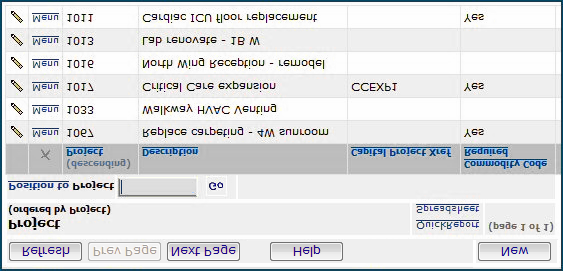 Refresh Prev Page Next Page Help New
Project QuickReport (page 1 of 1)
(ordered by Project) Spreadsheet
Position to Project Go
(descending) Commodity Code
Project Description Capital Project Xref Required
Menu 1067 Replace carpeting - 4W sunroom Yes
Menu 1033 Walkway HVAC Venting
Menu 1017 Critical Care expansion CCEXP1 Yes
Menu 1016 North Wing Reception - remodel
Menu 1013 Lab renovate - 1B W
Menu 1011 Cardiac ICU floor replacement Yes